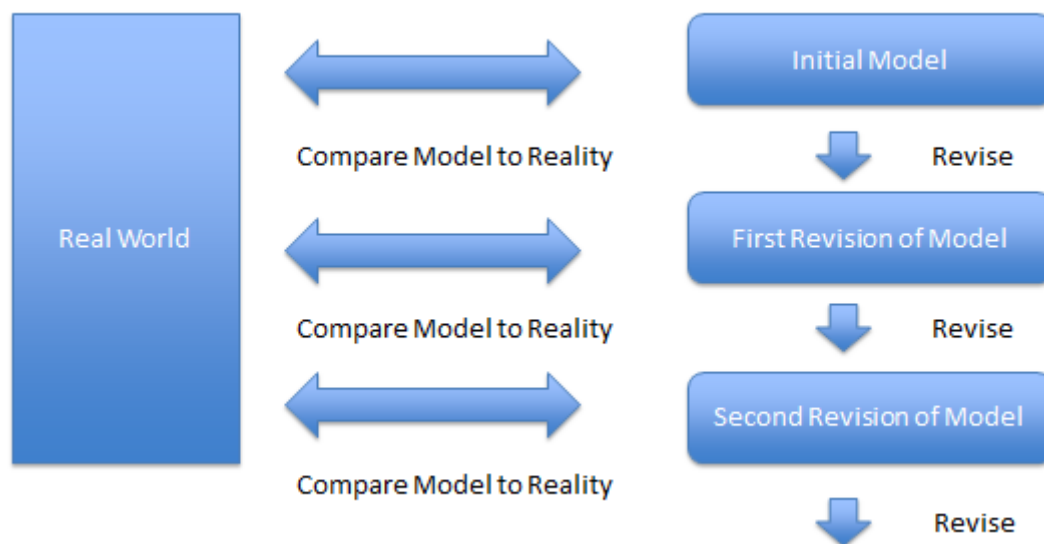 Initial Model
Compare Model to Reality
Revise
Real World
First Revision of Model
Compare Model to Reality
Revise
Second Revision of Model
Compare Model to Reality
Revise